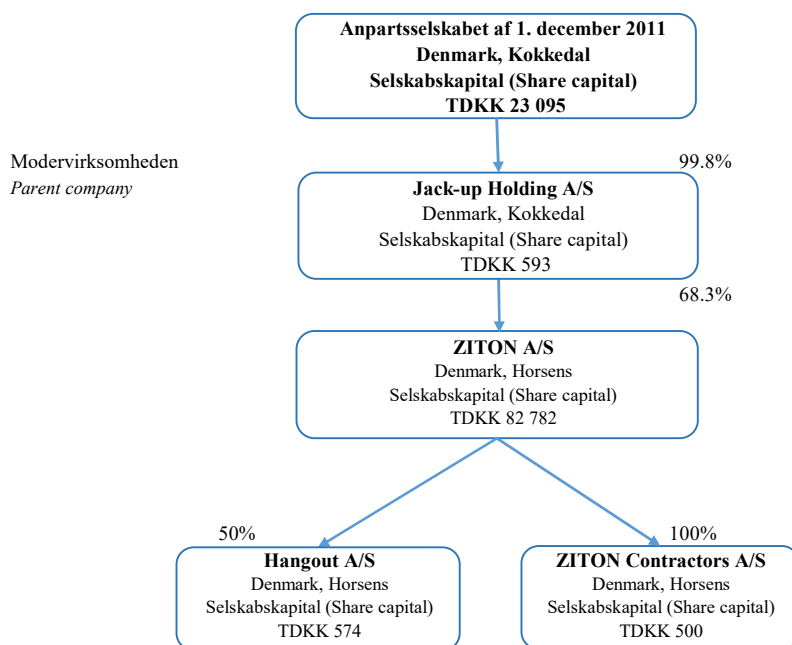 Anpartsselskabet af 1. december 2011
Denmark, Kokkedal
Selskabskapital (Share capital)
TDKK 23 095
Modervirksomheden
Parent company
99.8%
Jack-up Holding A/S
Denmark, Kokkedal
Selskabskapital (Share capital)
TDKK 593
68.3%
ZITON A/S
Denmark, Horsens
Selskabskapital (Share capital)
TDKK 82 782
50%
Hangout A/S
Denmark, Horsens
Selskabskapital (Share capital)
TDKK 574
100%
ZITON Contractors A/S
Denmark, Horsens
Selskabskapital (Share capital)
TDKK 500